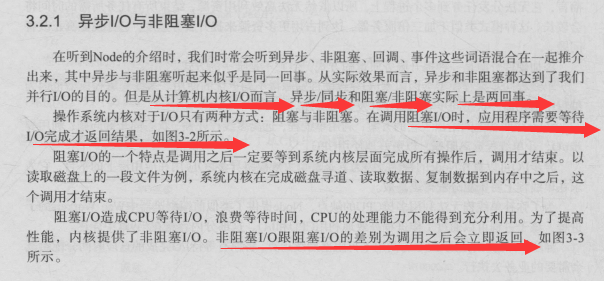 3.2.1 异步I/O与非阻塞I/O
在听到Node的介绍时，我们时常会听到异步、非阻塞、回调、事件这些词语混合在一起推介
出来，其中异步与非阻塞听起来似乎是同一回事。从实际效果而言，异步和非阻塞都达到了我们
并行I/O的目的。但是从计算机内核I/O而言，异步/同步和阻塞/非阻塞实际上是两回事。
操作系统内核对于I/O只有两种方式：阻塞与非阻塞。在调用阻塞I/O时，应用程序需要等待
I/O完成才返回结果，如图3-2所示。
阻塞I/O的一个特点是调用之后一定要等到系统内核层面完成所有操作后，调用才结束。以
读取磁盘上的一段文件为例，系统内核在完成磁盘寻道、读取数据、复制数据到内存中之后，这
个调用才结束。
阻塞I/O造成CPU等待I/O，浪费等待时间，CPU的处理能力不能得到充分利用。为了提高
性能，内核提供了非阻塞I/O。非阻塞I/O跟阻塞I/O的差别为调用之后会立即返回，如图3-3
所示。